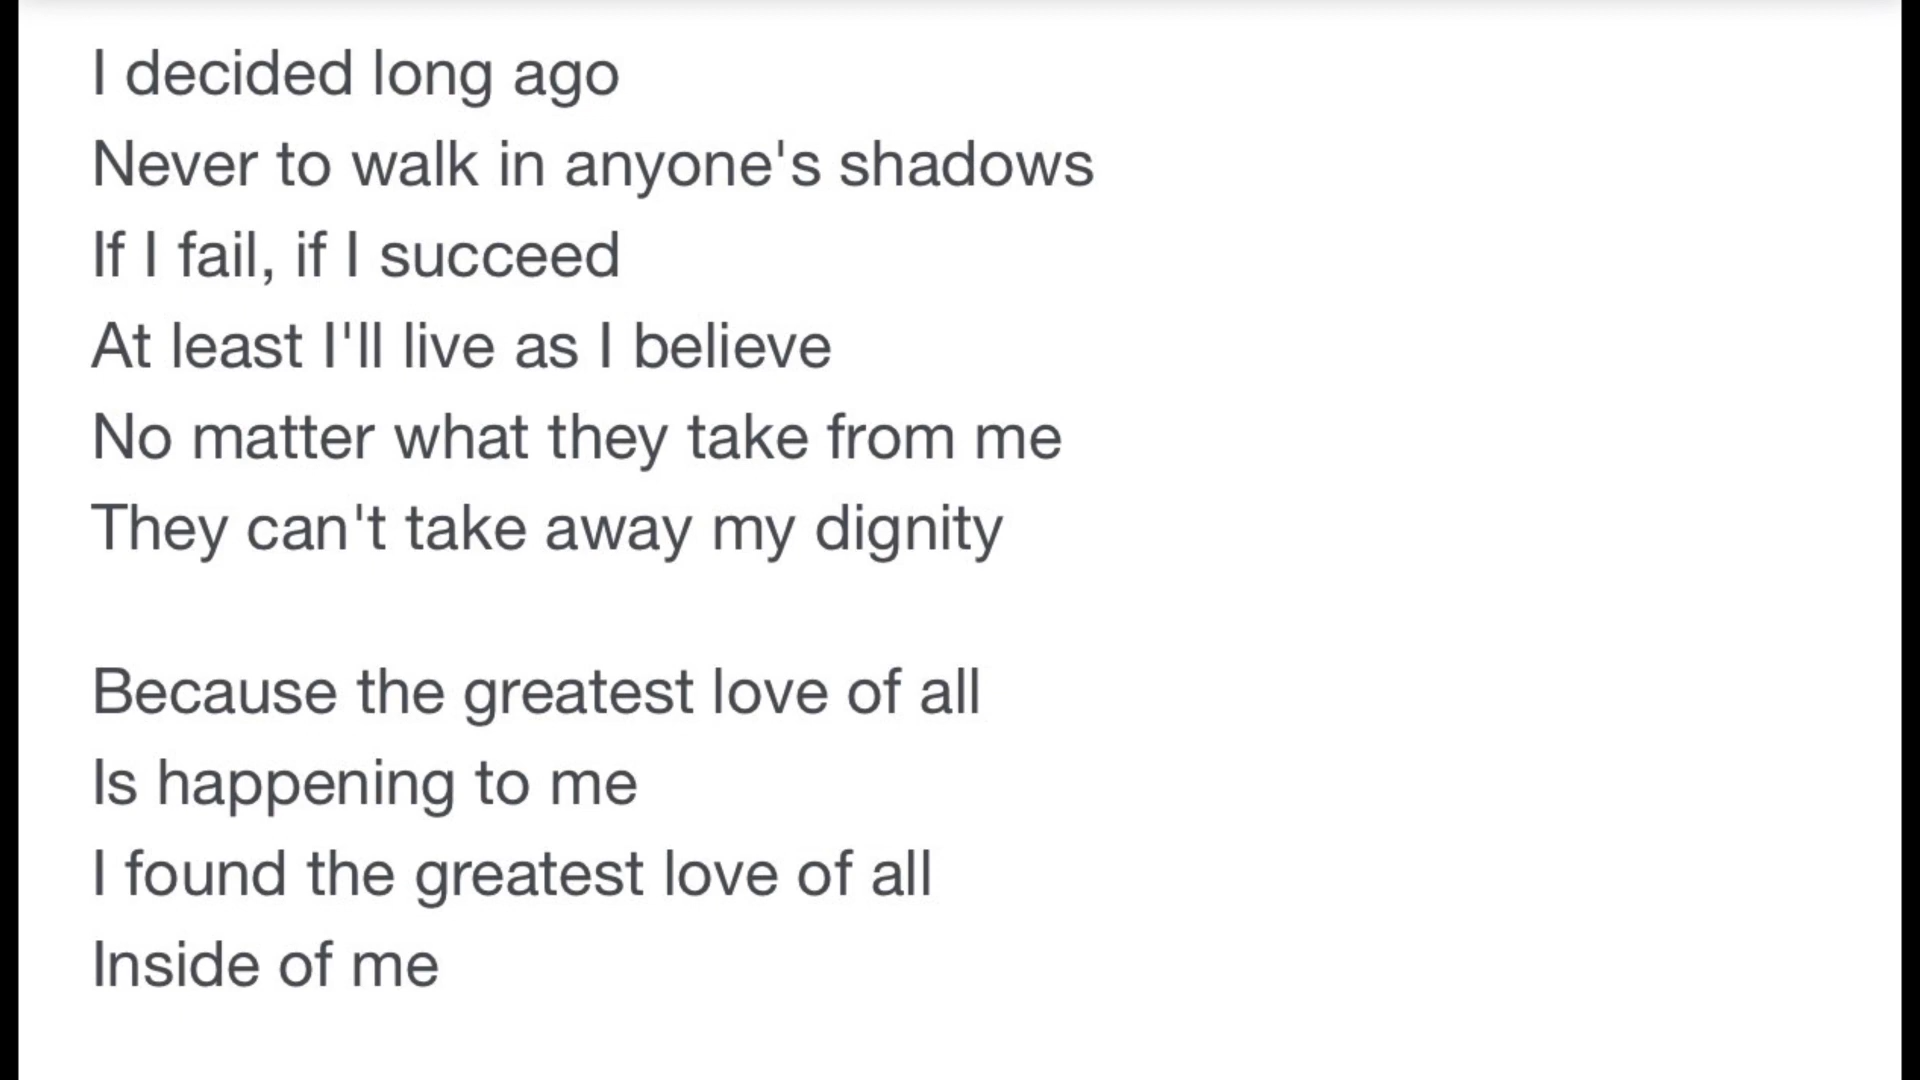 I decided long ago
Never to walk in anyone's shadows
If I fail, if I succeed
At least I'll live as I believe
No matter what they take from me
They can't take away my dignity
Because the greatest love of all
Is happening to me
I found the greatest love of all
Inside of me